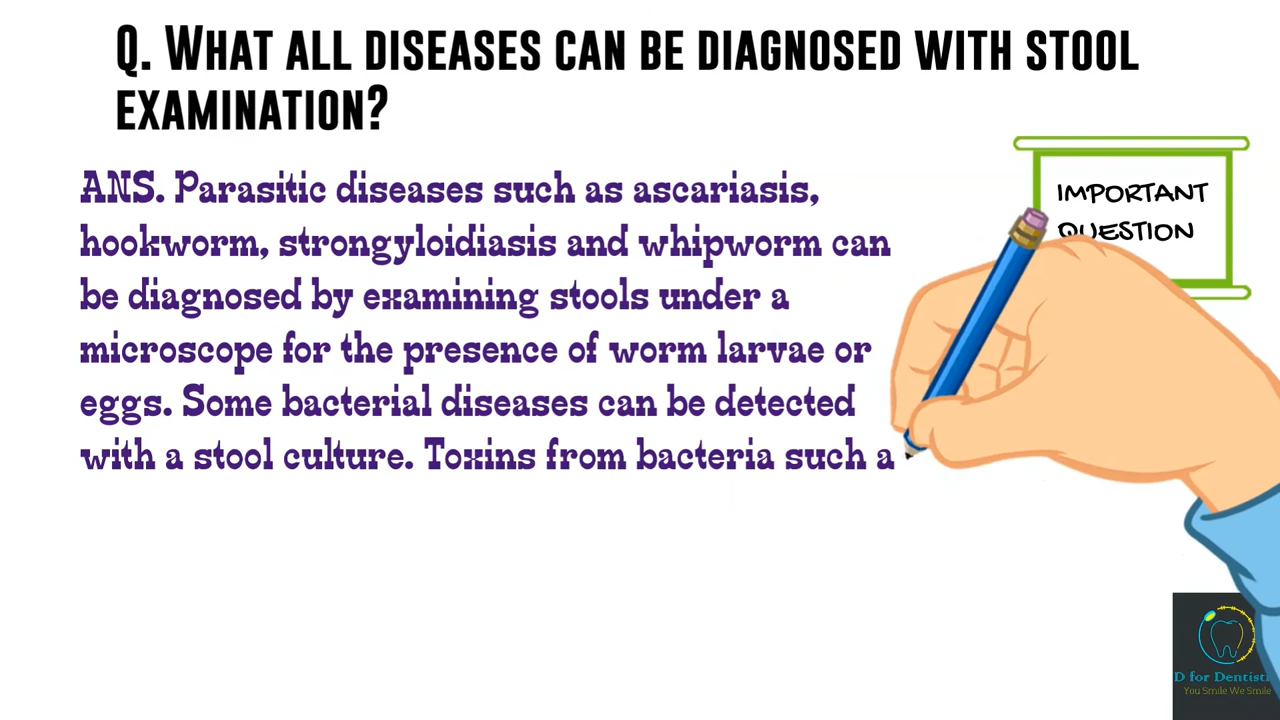 Q. What all diseases can be diagnosed with stool
examination?
ANS. Parasitic diseases such as ascariasis,
hookworm, strongyloidiasis and whipworm can
be diagnosed by examining stools under a
microscope for the presence of worm larvae or
eggs. Some bacterial diseases can be detected
with a stool culture. Toxins from bacteria such a
IMPORTANT
QUESTION
D for Dentist
You Smile We Smile